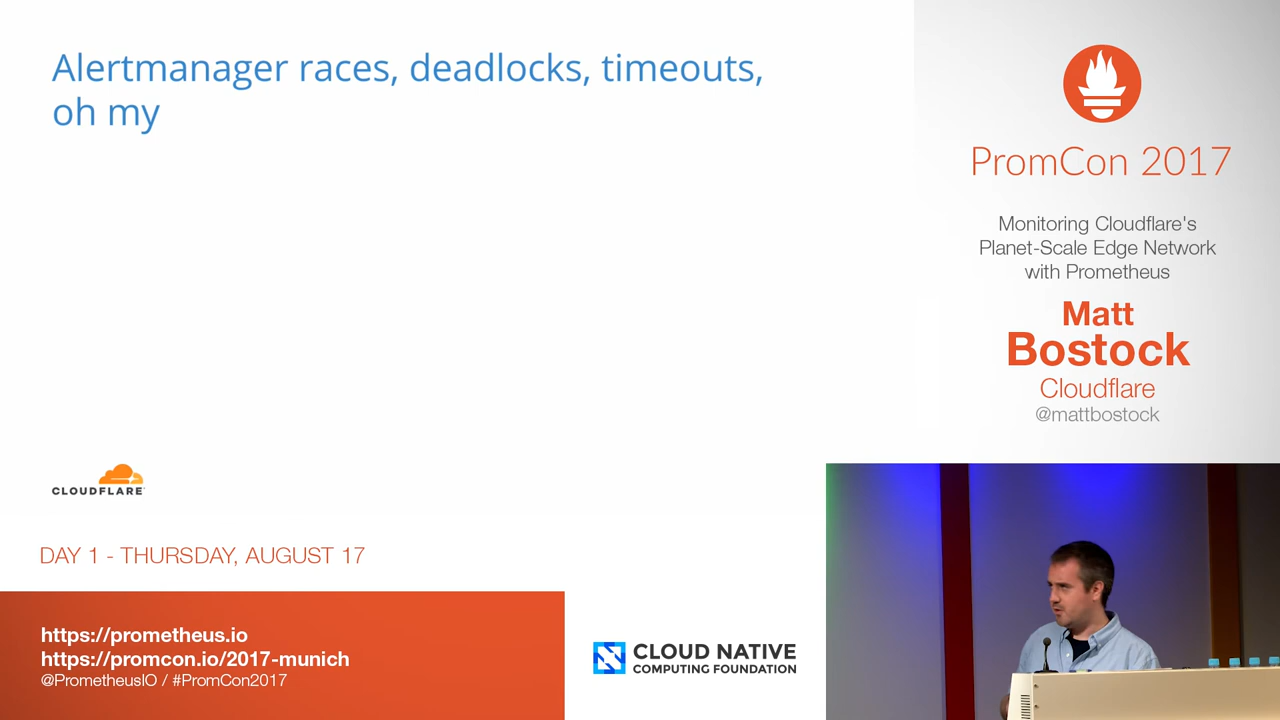 Alertmanager races, deadlocks, timeouts,
oh my
CLOUDFLARE
DAY 1 - THURSDAY, AUGUST 17
https://prometheus.io
https://promcon.io/2017-munich
@PrometheusIO / #PromCon2017
CLOUD NATIVE
COMPUTING FOUNDATION
PromCon 2017
Monitoring Cloudflare's
Planet-Scale Edge Network
with Prometheus
Matt
Bostock
Cloudflare
@mattbostock